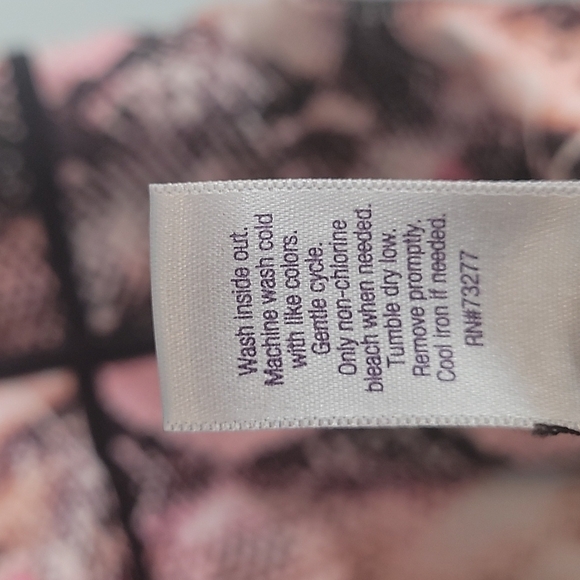 Wash inside out.
Machine wash cold
with like colors.
Gentle cycle.
Only non-chlorine
bleach when needed.
Tumble dry low.
Remove promptly.
Cool iron if needed.
RN#73277